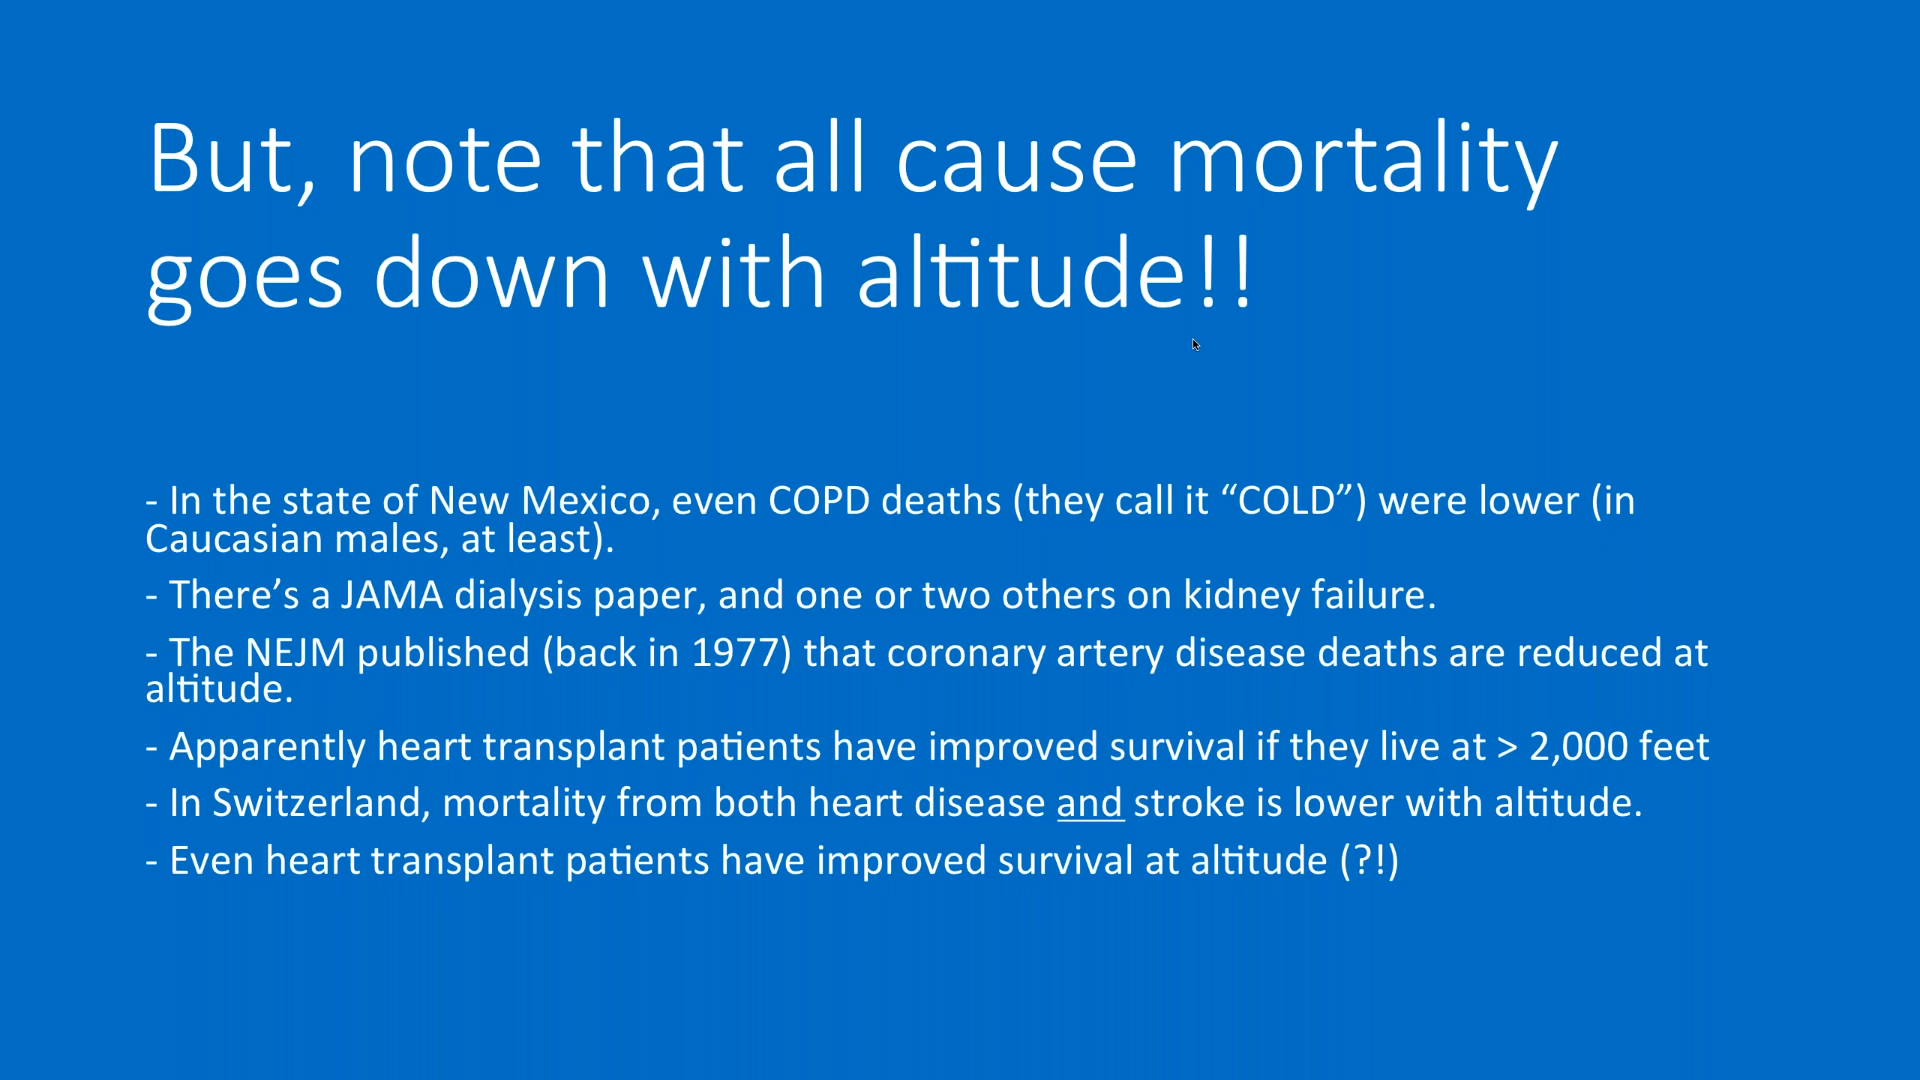 But, note that all cause mortality
goes down with altitude!!
- In the state of New Mexico, even COPD deaths (they call it “COLD”) were lower (in
Caucasian males, at least).
- There’s a JAMA dialysis paper, and one or two others on kidney failure.
- The NEJM published (back in 1977) that coronary artery disease deaths are reduced at
altitude.
- Apparently heart transplant patients have improved survival if they live at > 2,000 feet
- In Switzerland, mortality from both heart disease and stroke is lower with altitude.
- Even heart transplant patients have improved survival at altitude (?!)